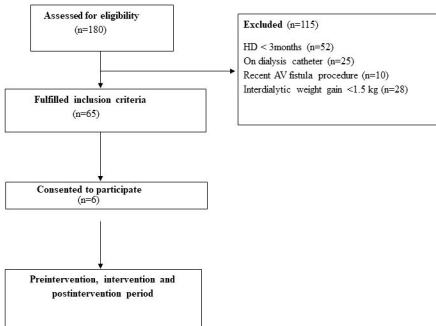 Assessed for eligibility
(n=180)
Excluded (n=115)
HD < 3months (n=52)
On dialysis catheter (n=25)
Recent AV fistula procedure (n=10)
Interdialytic weight gain <1.5 kg (n=28)
Fulfilled inclusion criteria
(n=65)
Consented to participate
(n=6)
Preintervention, intervention and
postintervention period